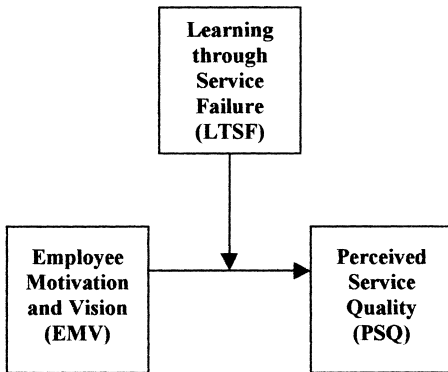 Learning
through
Service
Failure
(LTSF)
Employee
Motivation
and Vision
(EMV)
Perceived
Service
Quality
(PSQ)